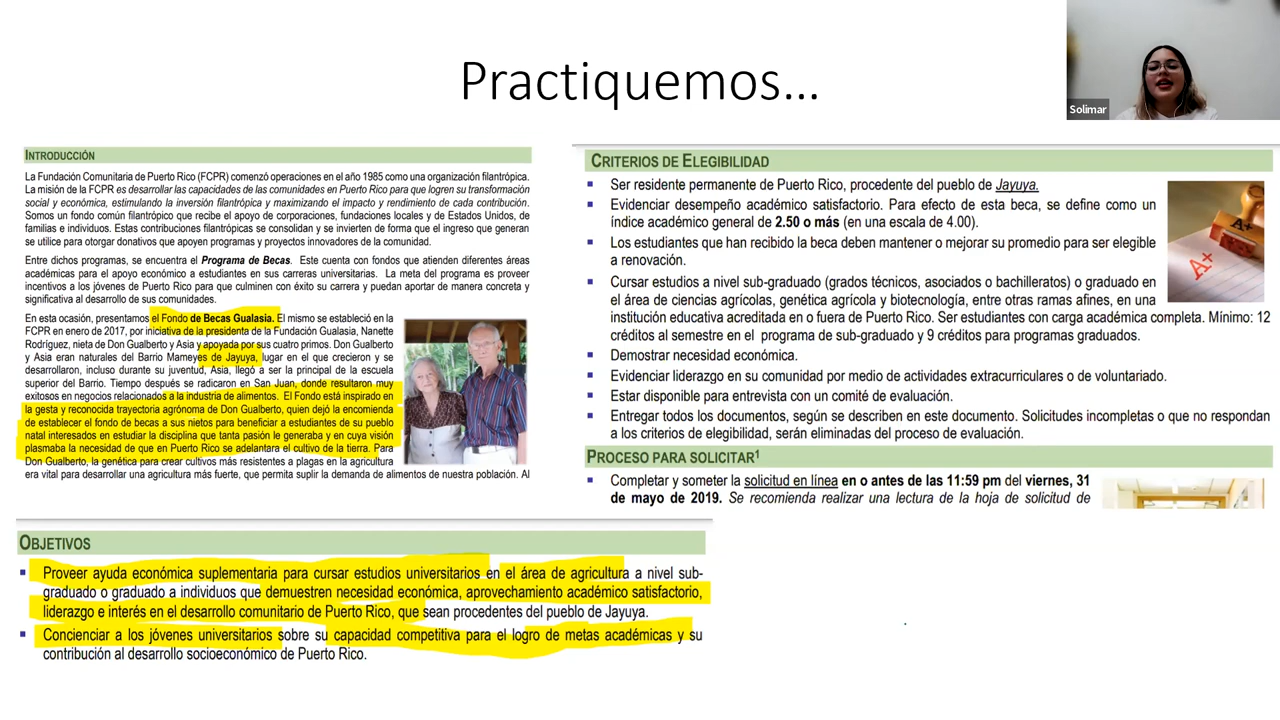 Practiquemos...
Solimar
INTRODUCCIÓN
La Fundación Comunitaria de Puerto Rico (FCPR) comenzó operaciones en el año 1985 como una organización filantrópica.
La misión de la FCPR es desarrollar las capacidades de las comunidades en Puerto Rico para que logren su transformación
social y económica, estimulando la inversión filantrópica y maximizando el impacto y rendimiento de cada contribución.
Somos un fondo común filantrópico que recibe el apoyo de corporaciones, fundaciones locales y de Estados Unidos, de
familias e individuos. Estas contribuciones filantrópicas se consolidan y se invierten de forma que el ingreso que generan
se utilice para otorgar donativos que apoyen programas y proyectos innovadores de la comunidad.
Entre dichos programas, se encuentra el Programa de Becas. Este cuenta con fondos que atienden diferentes áreas
académicas para el apoyo económico a estudiantes en sus carreras universitarias. La meta del programa es proveer
incentivos a los jóvenes de Puerto Rico para que culminen con éxito su carrera y puedan aportar de manera concreta y
significativa al desarrollo de sus comunidades.
En esta ocasión, presentamos el Fondo de Becas Gualasia. El mismo se estableció en la
FCPR en enero de 2017, por iniciativa de la presidenta de la Fundación Gualasia, Nanette
Rodríguez, nieta de Don Gualberto y Asia y apoyada por sus cuatro primos. Don Gualberto
y Asia eran naturales del Barrio Mameyes de Jayuya, lugar en el que crecieron y se
desarrollaron, incluso durante su juventud, Asia, llegó a ser la principal de la escuela
superior del Barrio. Tiempo después se radicaron en San Juan, donde resultaron muy
exitosos en negocios relacionados a la industria de alimentos. El Fondo está inspirado en
la gesta y reconocida trayectoria agrónoma de Don Gualberto, quien dejó la encomienda
de establecer el fondo de becas a sus nietos para beneficiar a estudiantes de su pueblo
natal interesados en estudiar la disciplina que tanta pasión le generaba y en cuya visión
plasmaba la necesidad de que en Puerto Rico se adelantara el cultivo de la tierra. Para
Don Gualberto, la genética para crear cultivos más resistentes a plagas en la agricultura
era vital para desarrollar una agricultura más fuerte, que permita suplir la demanda de alimentos de nuestra población. Al
OBJETIVOS
▪ Proveer ayuda económica suplementaria para cursar estudios universitarios en el área de agricultura a nivel sub-
graduado o graduado a individuos que demuestren necesidad económica, aprovechamiento académico satisfactorio,
liderazgo e interés en el desarrollo comunitario de Puerto Rico, que sean procedentes del pueblo de Jayuya.
▪ Concienciar a los jóvenes universitarios sobre su capacidad competitiva para el logro de metas académicas y su
contribución al desarrollo socioeconómico de Puerto Rico.
CRITERIOS DE ELEGIBILIDAD
▪ Ser residente permanente de Puerto Rico, procedente del pueblo de Jayuya.
▪ Evidenciar desempeño académico satisfactorio. Para efecto de esta beca, se define como un
índice académico general de 2.50 o más (en una escala de 4.00).
▪ Los estudiantes que han recibido la beca deben mantener o mejorar su promedio para ser elegible
a renovación.
▪ Cursar estudios a nivel sub-graduado (grados técnicos, asociados o bachilleratos) o graduado en
el área de ciencias agrícolas, genética agrícola y biotecnología, entre otras ramas afines, en una
institución educativa acreditada en o fuera de Puerto Rico. Ser estudiantes con carga académica completa. Mínimo: 12
créditos al semestre en el programa de sub-graduado y 9 créditos para programas graduados.
▪ Demostrar necesidad económica.
▪ Evidenciar liderazgo en su comunidad por medio de actividades extracurriculares o de voluntariado.
▪ Estar disponible para entrevista con un comité de evaluación.
▪ Entregar todos los documentos, según se describen en este documento. Solicitudes incompletas o que no respondan
a los criterios de elegibilidad, serán eliminadas del proceso de evaluación.
A+
A+
PROCESO PARA SOLICITAR¹
▪ Completar y someter la solicitud en línea en o antes de las 11:59 pm del viernes, 31
de mayo de 2019. Se recomienda realizar una lectura de la hoja de solicitud de